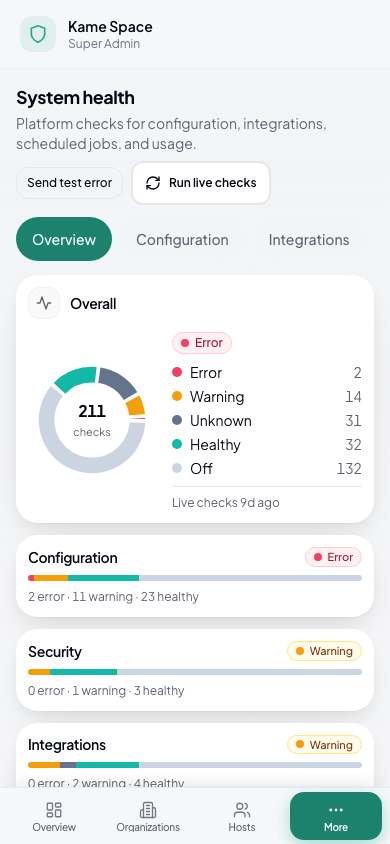 Kame Space
Super Admin
System health
Platform checks for configuration, integrations,
scheduled jobs, and usage.
Send test error
Run live checks
Overview
Configuration
Integrations
Overall
211
checks
Error
Error 2
Warning 14
Unknown 31
Healthy 32
Off 132
Live checks 9d ago
Configuration
Error
2 error · 11 warning · 23 healthy
Security
Warning
0 error · 1 warning · 3 healthy
Integrations
Warning
0 error · 2 warning · 4 healthy
Overview
Organizations
Hosts
More